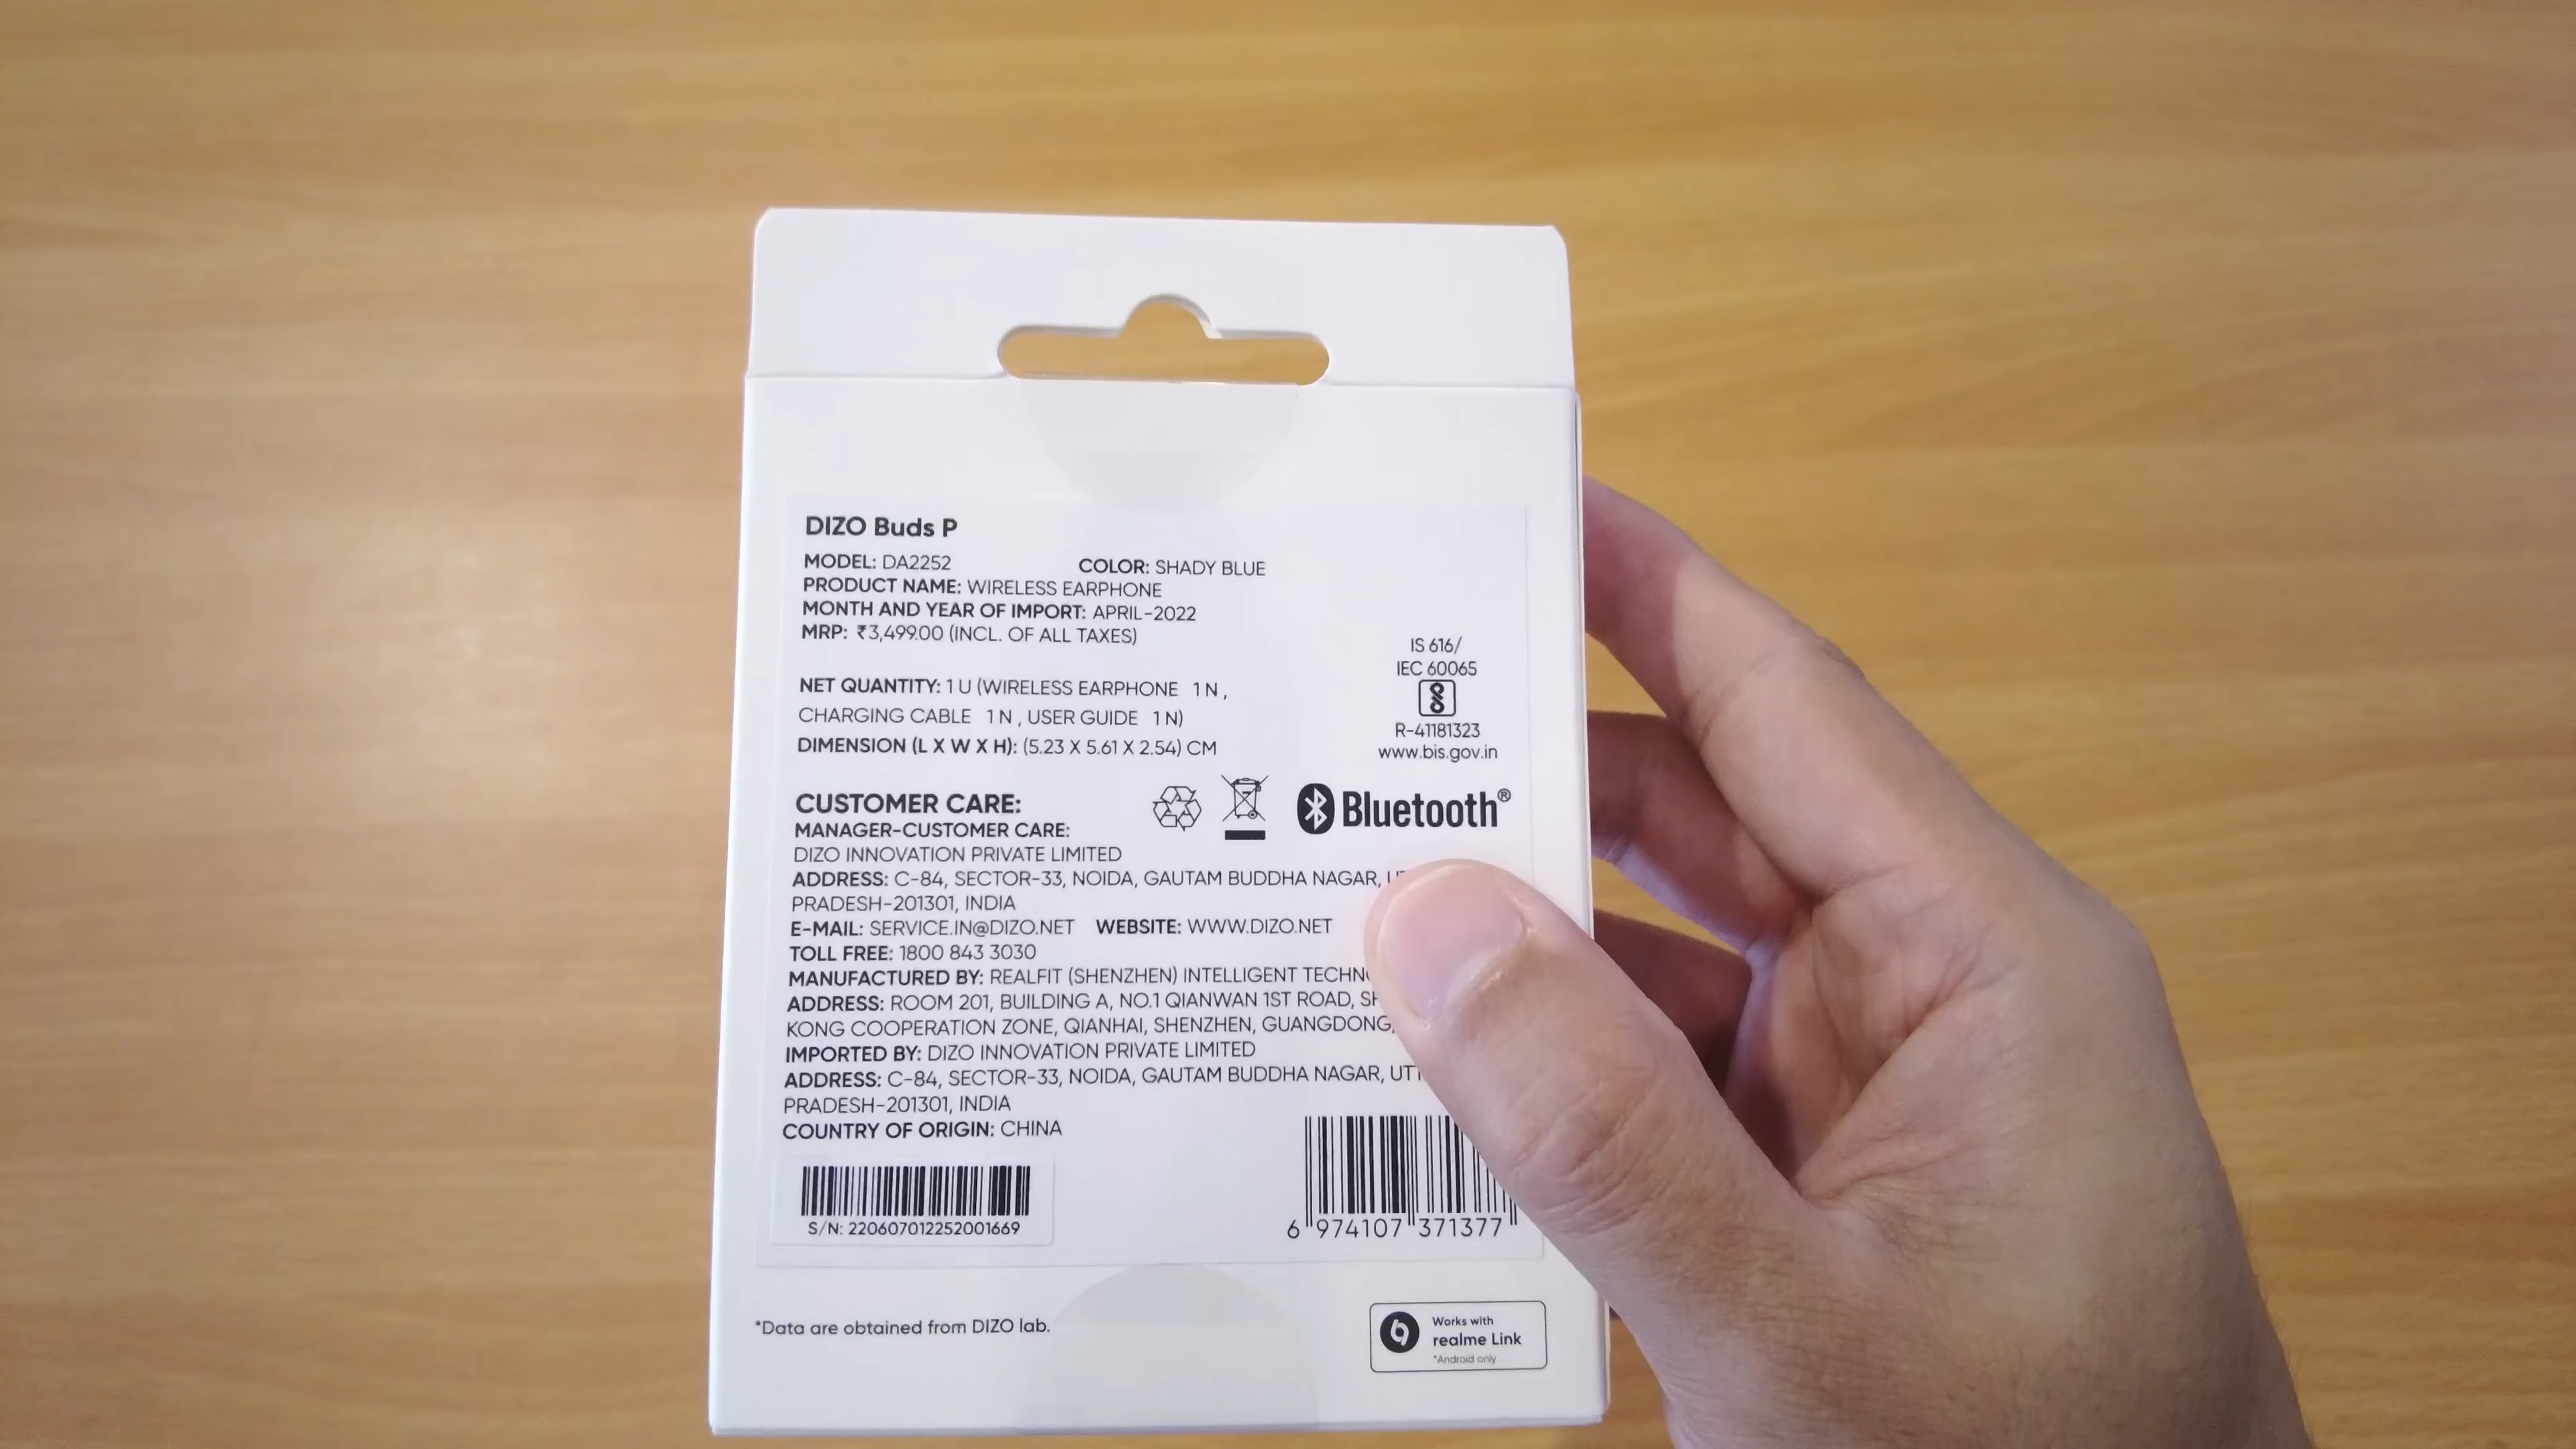 DIZO Buds P
MODEL: DA2252 COLOR: SHADY BLUE
PRODUCT NAME: WIRELESS EARPHONE
MONTH AND YEAR OF IMPORT: APRIL-2022
MRP: ₹3,499.00 (INCL. OF ALL TAXES)
IS 616/
IEC 60065
R-41181323
www.bis.gov.in
NET QUANTITY: 1 U (WIRELESS EARPHONE 1 N ,
CHARGING CABLE 1 N , USER GUIDE 1 N)
DIMENSION (L X W X H): (5.23 X 5.61 X 2.54) CM
Bluetooth®
CUSTOMER CARE:
MANAGER-CUSTOMER CARE:
DIZO INNOVATION PRIVATE LIMITED
ADDRESS: C-84, SECTOR-33, NOIDA, GAUTAM BUDDHA NAGAR,
PRADESH-201301, INDIA
E-MAIL: SERVICE.IN@DIZO.NET WEBSITE: WWW.DIZO.NET
TOLL FREE: 1800 843 3030
MANUFACTURED BY: REALFIT (SHENZHEN) INTELLIGENT
ADDRESS: ROOM 201, BUILDING A, NO.1 QIANWAN 1ST ROAD,
KONG COOPERATION ZONE, QIANHAI, SHENZHEN, GUANGDONG,
IMPORTED BY: DIZO INNOVATION PRIVATE LIMITED
ADDRESS: C-84, SECTOR-33, NOIDA, GAUTAM BUDDHA NAGAR,
PRADESH-201301, INDIA
COUNTRY OF ORIGIN: CHINA
S/N: 220607012252001669
6 974107 371377
*Data are obtained from DIZO lab.
Works with
realme Link
*Android only